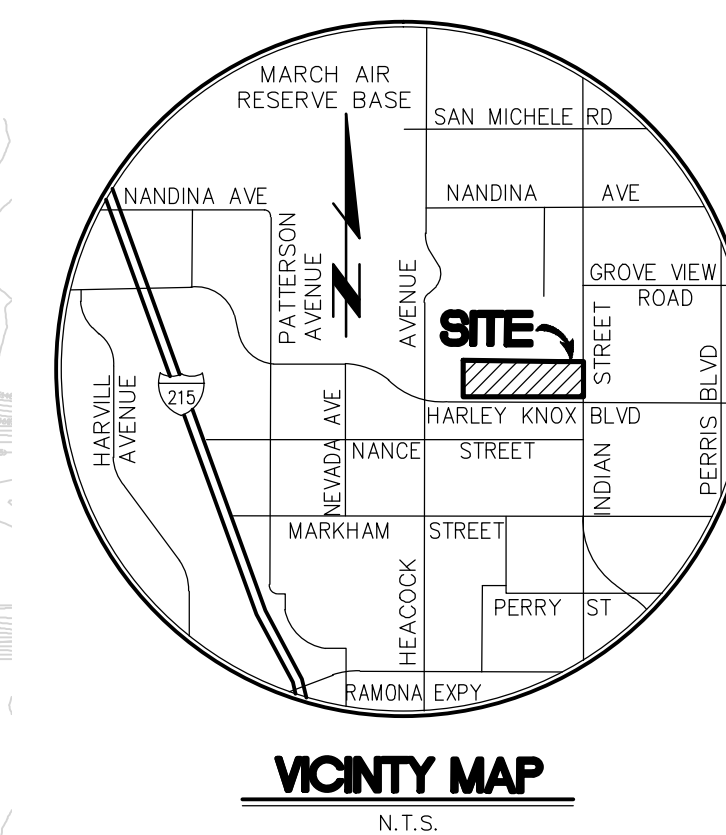 MARCH AIR
RESERVE BASE
SAN MICHELE RD
NANDINA AVE
NANDINA AVE
PATTERSON
AVENUE
N
AVENUE
GROVE VIEW
ROAD
SITE
STREET
PERRIS BLVD
HARVILL
AVENUE
215
NEVADA AVE
HARLEY KNOX BLVD
NANCE STREET
INDIAN
MARKHAM STREET
HEACOCK
PERRY ST
RAMONA EXPY
VICINTY MAP
N.T.S.